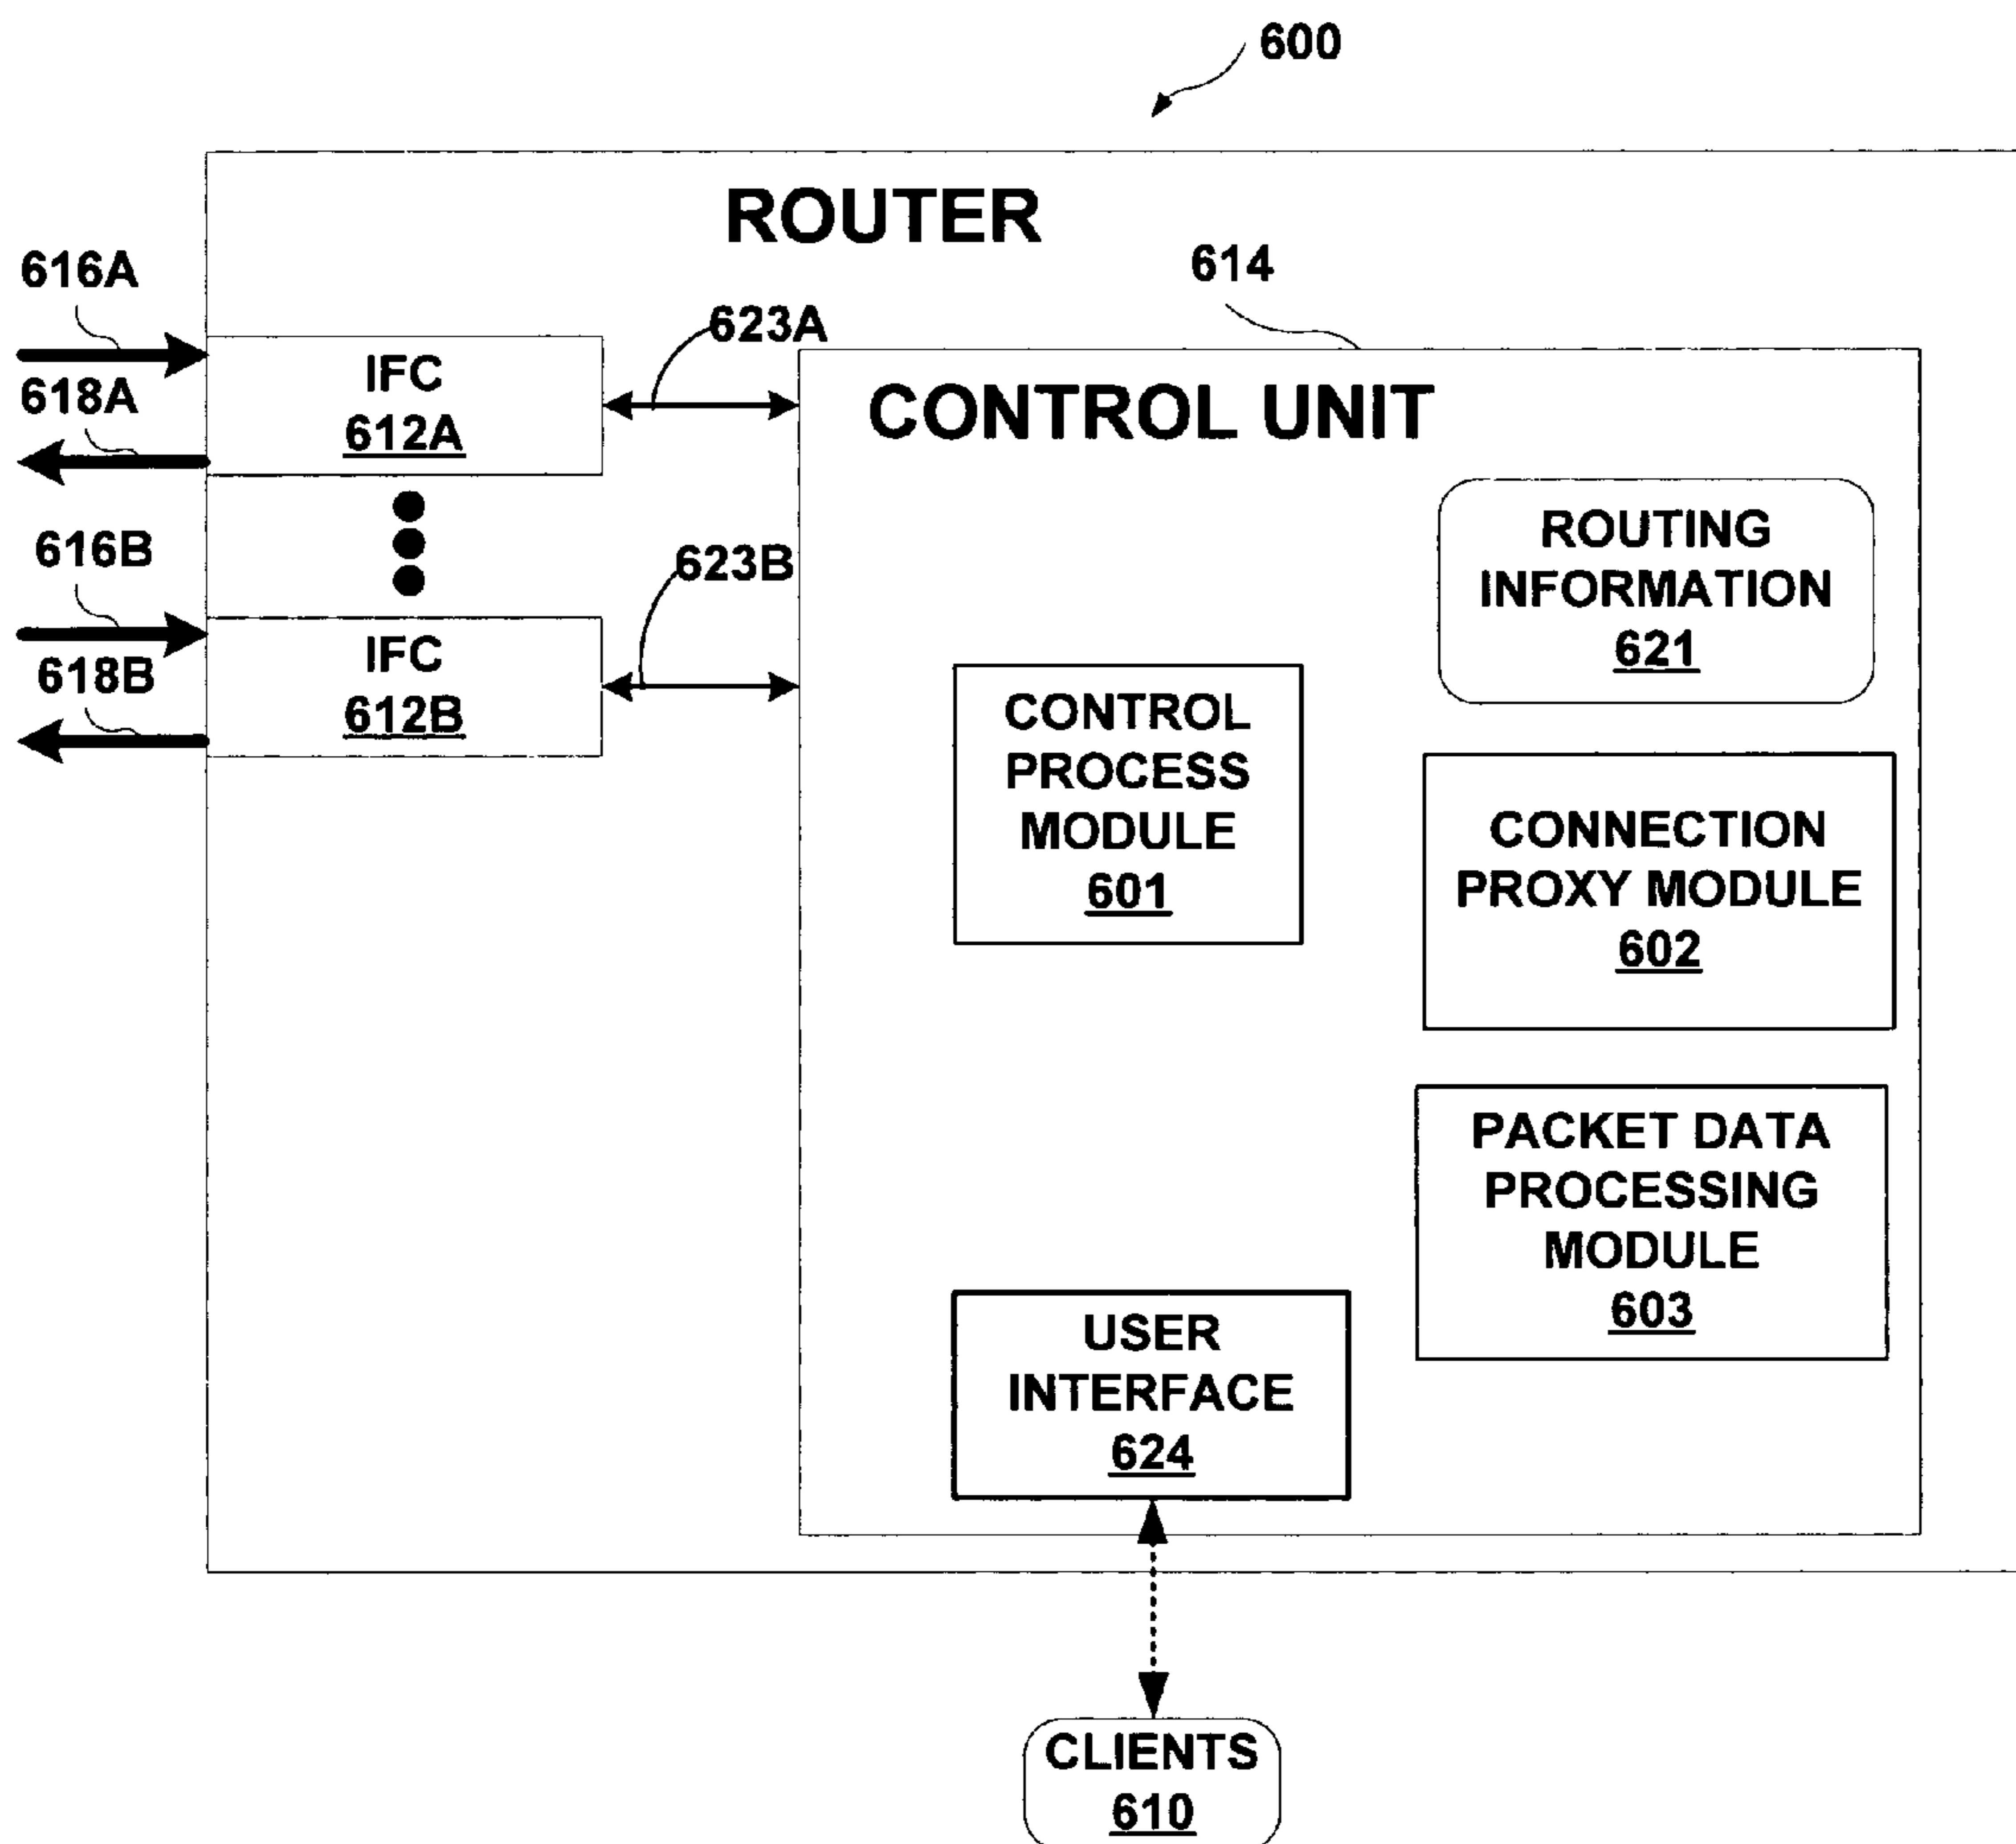 600
ROUTER
616A
614
623A
IFC
612A
618A
CONTROL UNIT
ROUTING
INFORMATION
621
616B
623B
IFC
612B
618B
CONTROL
PROCESS
MODULE
601
CONNECTION
PROXY MODULE
602
PACKET DATA
PROCESSING
MODULE
603
USER
INTERFACE
624
CLIENTS
610